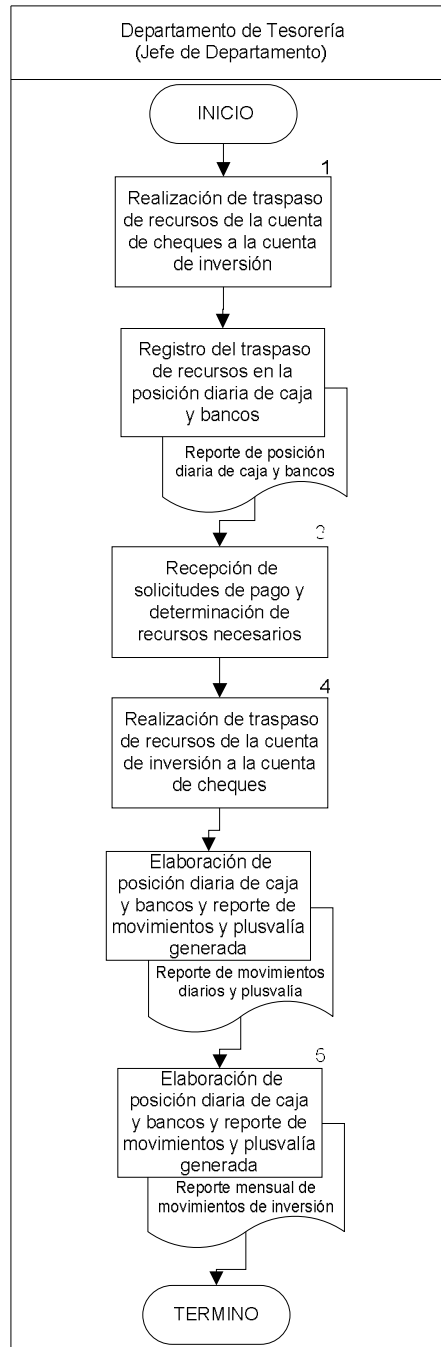 Departamento de Tesorería
(Jefe de Departamento)
INICIO
1
Realización de traspaso
de recursos de la cuenta
de cheques a la cuenta
de inversión
Registro del traspaso
de recursos en la
posición diaria de caja
y bancos
Reporte de posición
diaria de caja y bancos
Recepción de
solicitudes de pago y
determinación de
recursos necesarios
4
Realización de traspaso
de recursos de la cuenta
de inversión a la cuenta
de cheques
Elaboración de
posición diaria de caja
y bancos y reporte de
movimientos y plusvalía
generada
Reporte de movimientos
diarios y plusvalía
Elaboración de
posición diaria de caja
y bancos y reporte de
movimientos y plusvalía
generada
Reporte mensual de
movimientos de inversión
TERMINO